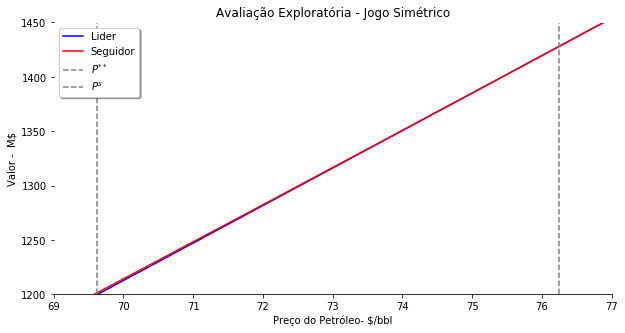 Avaliação Exploratória - Jogo Simétrico
Lider
Seguidor
P**
P^s
Valor - M$
1450
1400
1350
1300
1250
1200
69 70 71 72 73 74 75 76 77
Preço do Petróleo- $/bbl